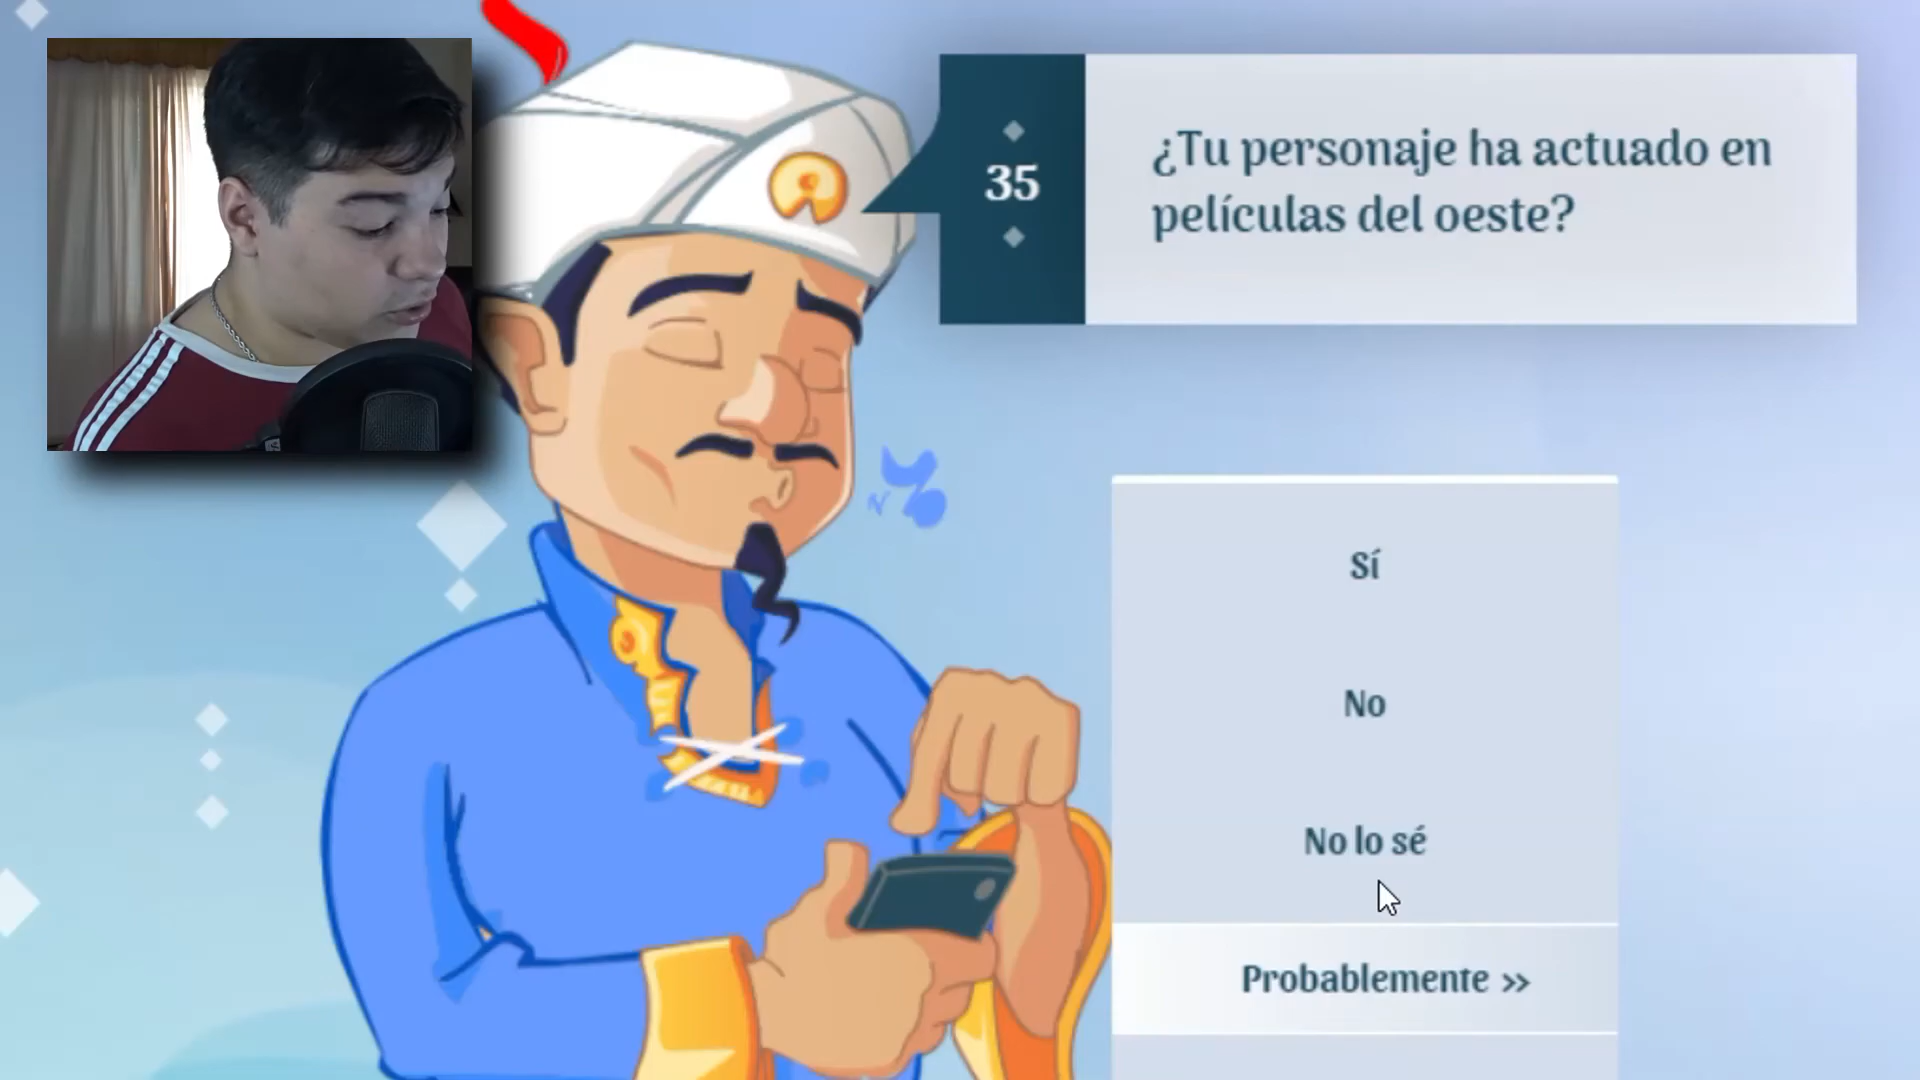 35
¿Tu personaje ha actuado en
películas del oeste?
Sí
No
No lo sé
Probablemente >>